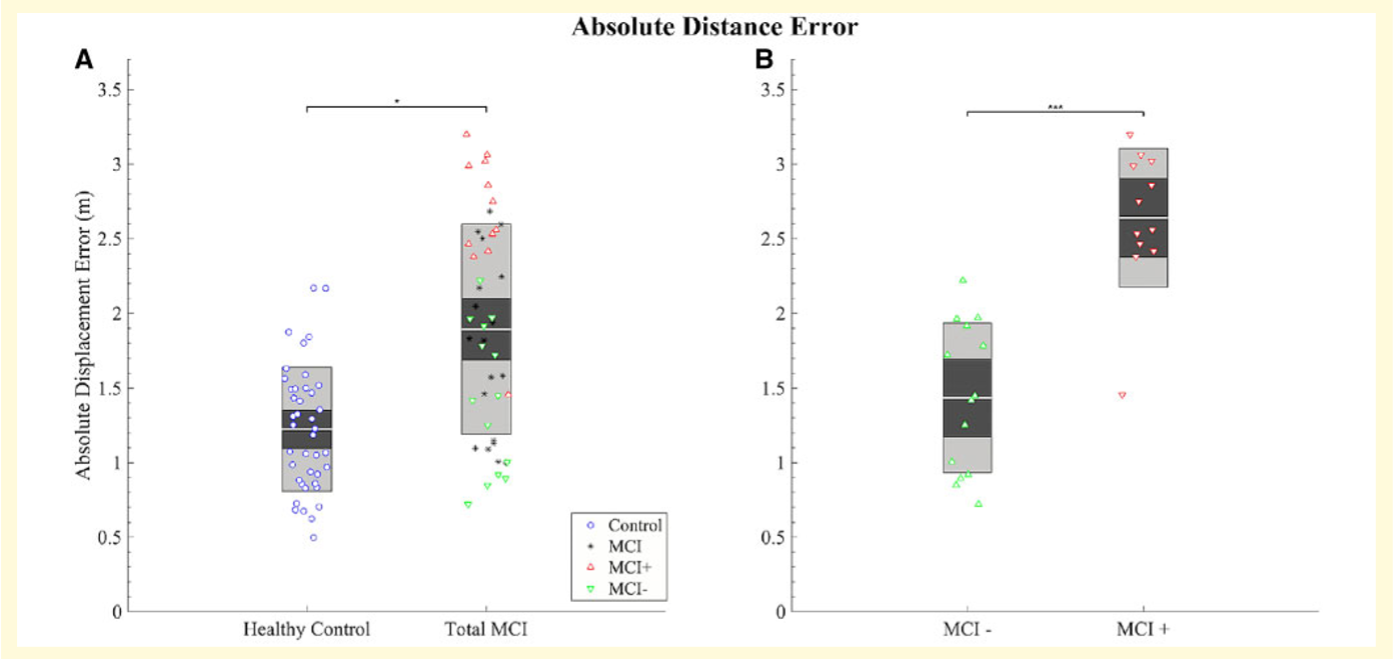 Absolute Distance Error
A
B
Absolute Displacement Error (m)
3.5
3
2.5
2
1.5
1
0.5
0
*
Healthy Control
Total MCI
Control
MCI
MCI+
MCI-
3.5
3
2.5
2
1.5
1
0.5
0
***
MCI -
MCI +